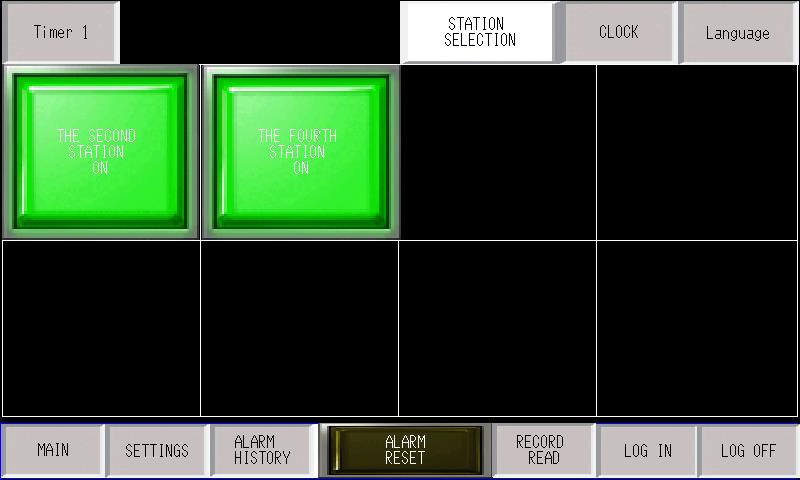 Timer 1
STATION
SELECTION
CLOCK
Language
THE SECOND
STATION
ON
THE FOURTH
STATION
ON
MAIN
SETTINGS
ALARM
HISTORY
ALARM
RESET
RECORD
READ
LOG IN
LOG OFF